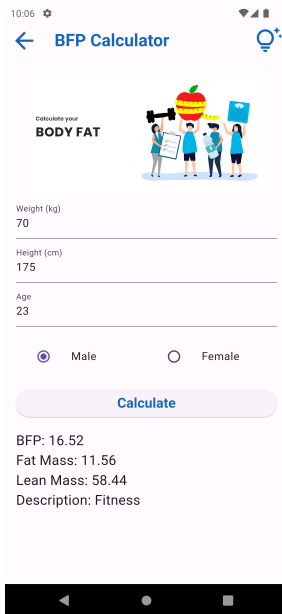 10:06
BFP Calculator
Calculate your
BODY FAT
Weight (kg)
70
Height (cm)
175
Age
23
Male
Female
Calculate
BFP: 16.52
Fat Mass: 11.56
Lean Mass: 58.44
Description: Fitness